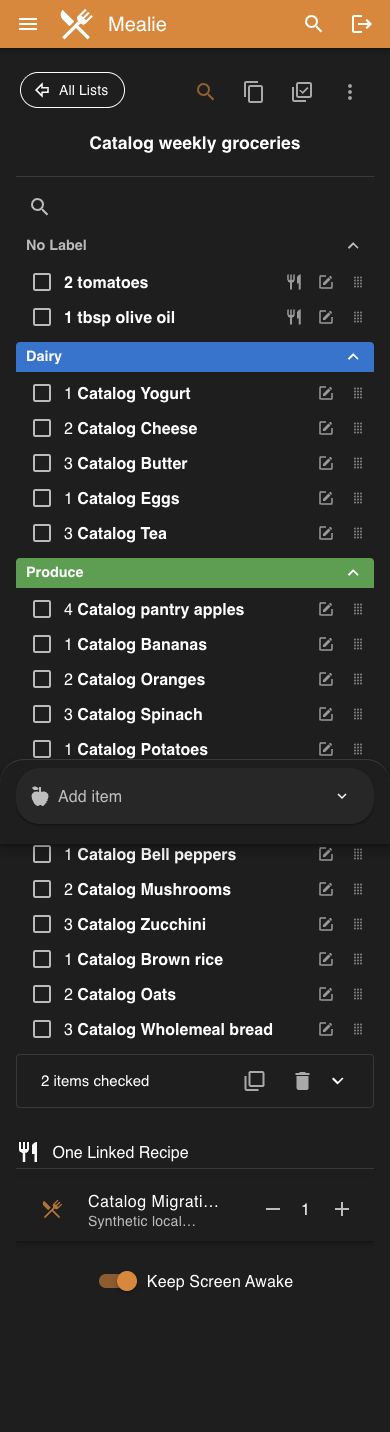 Mealie
All Lists
Catalog weekly groceries
No Label
2 tomatoes
1 tbsp olive oil
Dairy
1 Catalog Yogurt
2 Catalog Cheese
3 Catalog Butter
1 Catalog Eggs
3 Catalog Tea
Produce
4 Catalog pantry apples
1 Catalog Bananas
2 Catalog Oranges
3 Catalog Spinach
1 Catalog Potatoes
Add item
1 Catalog Bell peppers
2 Catalog Mushrooms
3 Catalog Zucchini
1 Catalog Brown rice
2 Catalog Oats
3 Catalog Wholemeal bread
2 items checked
One Linked Recipe
Catalog Migrati...
1
Synthetic local...
Keep Screen Awake